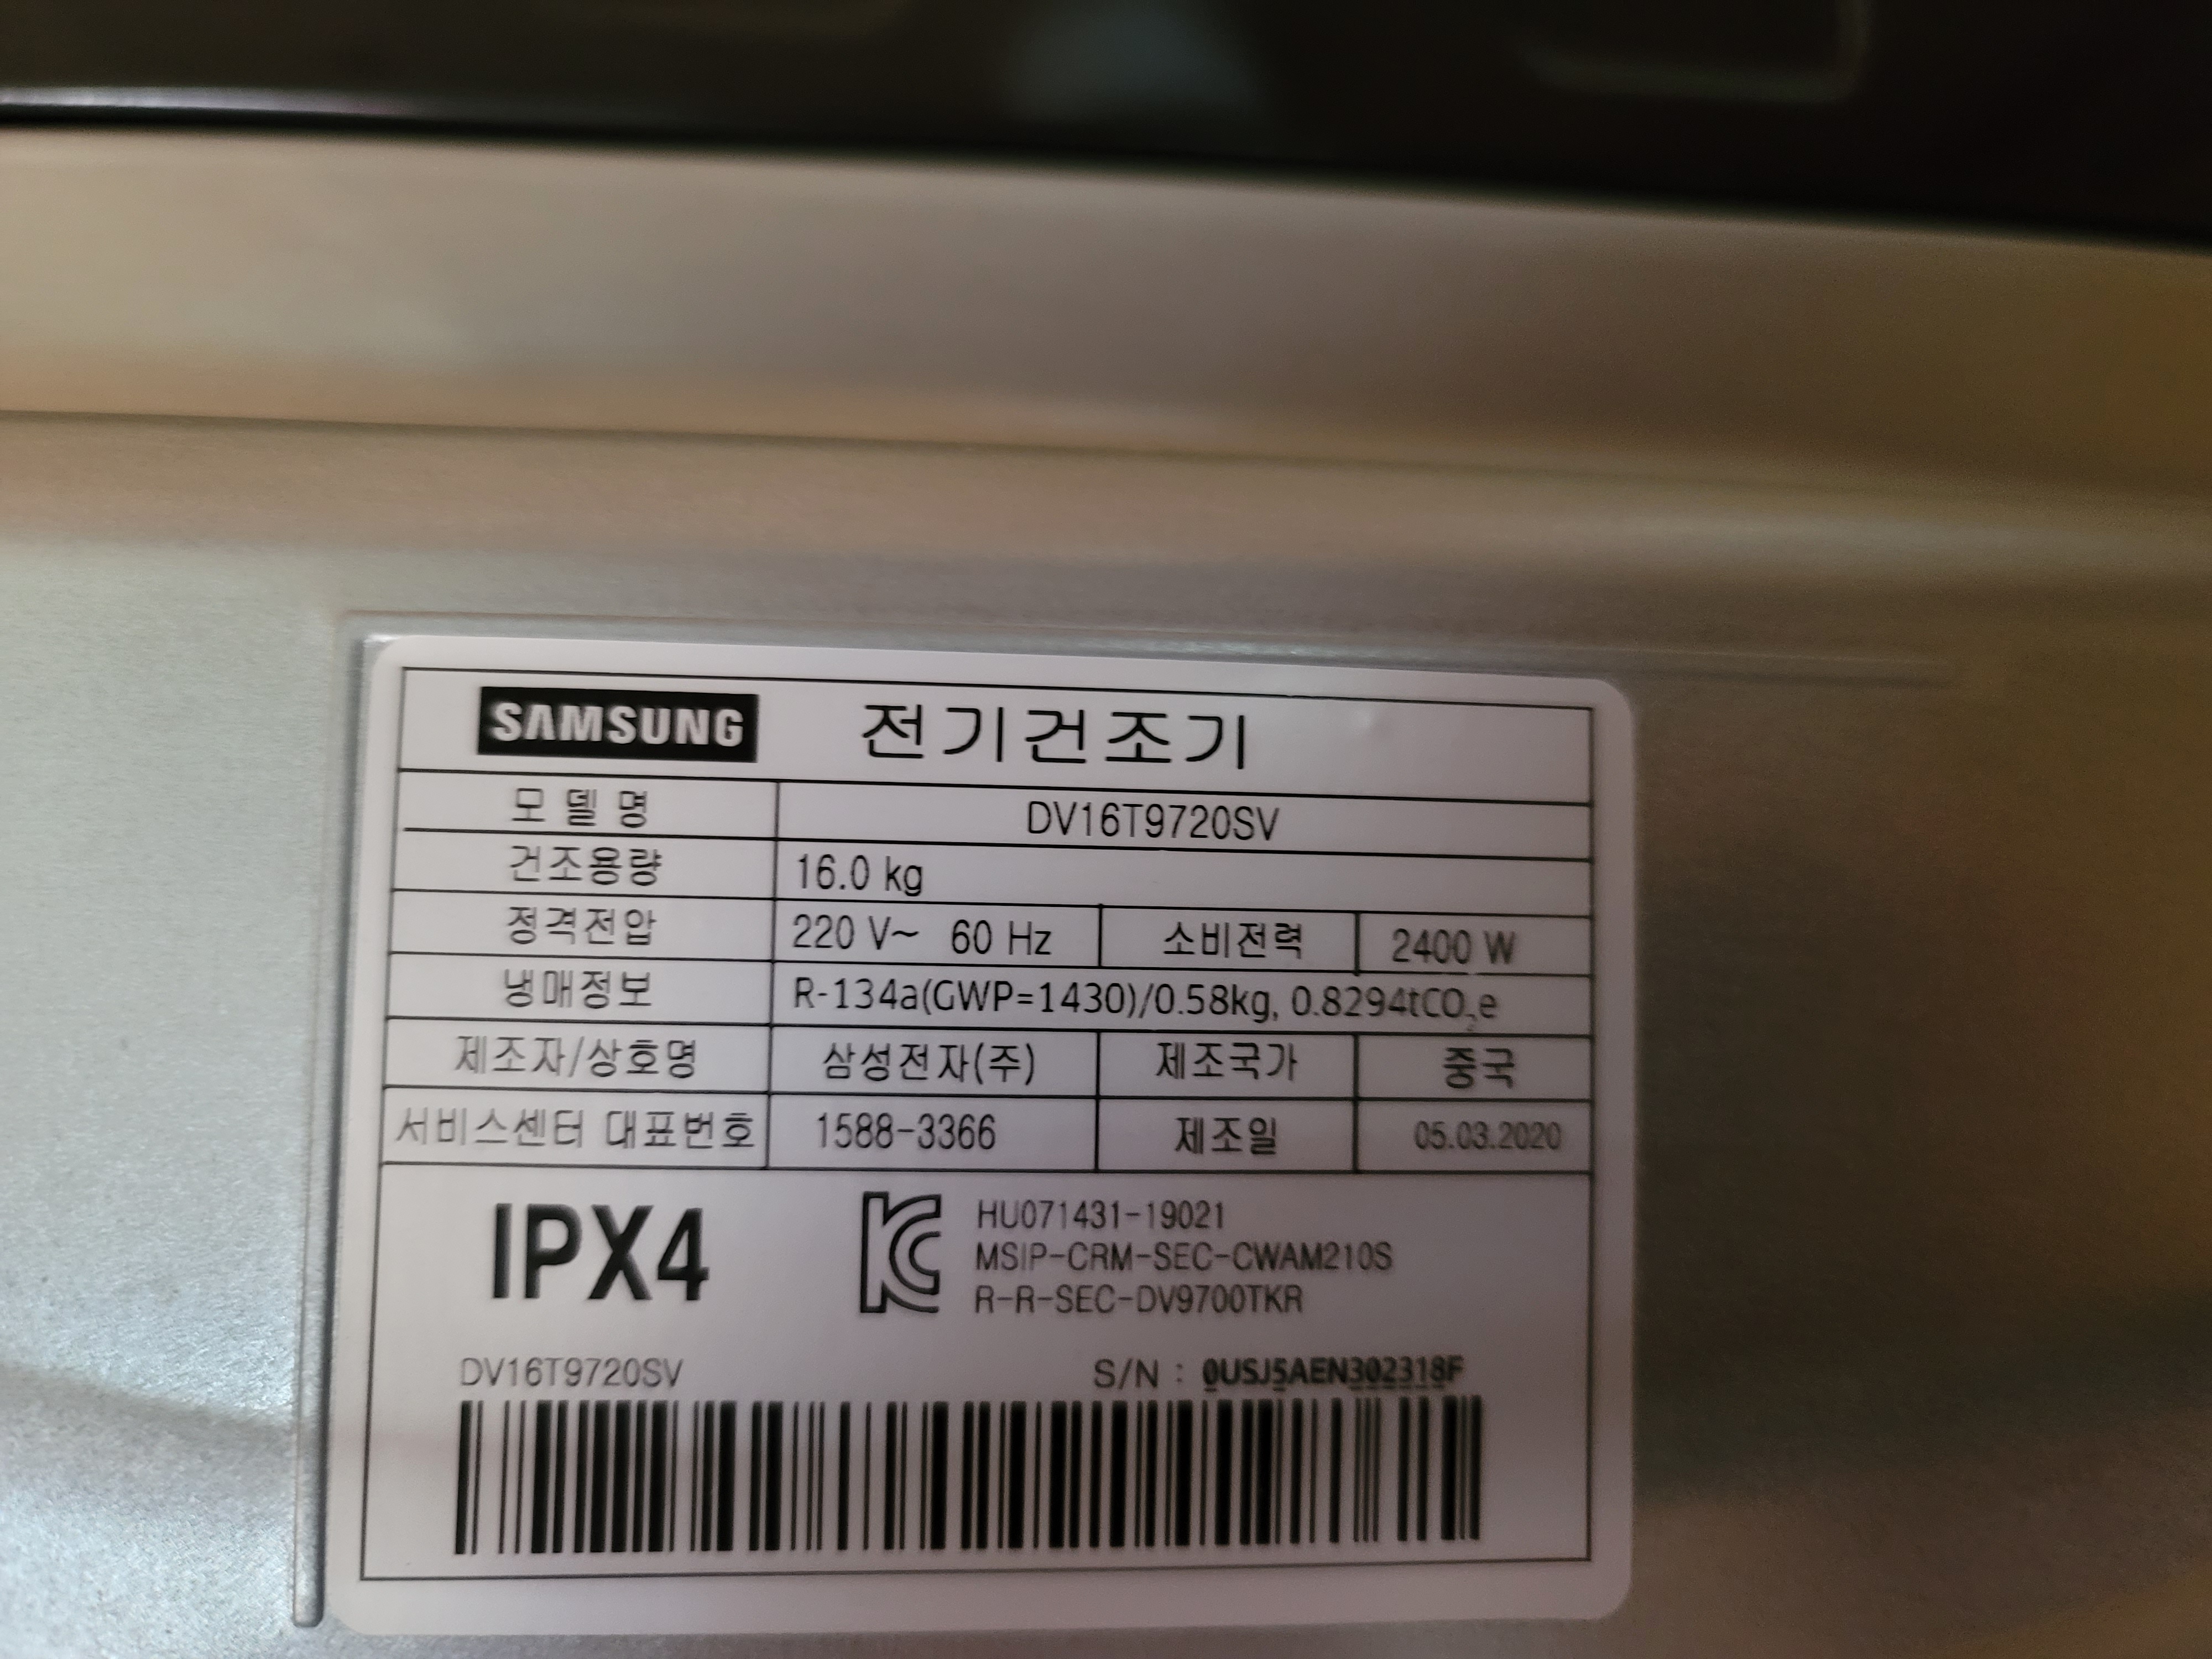 SAMSUNG 전기건조기
모 델 명 DV16T9720SV
건조용량 16.0 kg
정격전압 220 V~ 60 Hz 소비전력 2400 W
냉매정보 R-134a(GWP=1430)/0.58kg, 0.8294tCO₂e
제조자/상호명 삼성전자(주) 제조국가 중국
서비스센터 대표번호 1588-3366 제조일 05.03.2020
IPX4
HU071431-19021
MSIP-CRM-SEC-CWAM210S
R-R-SEC-DV9700TKR
DV16T9720SV S/N : 0USJ5AEN302318F